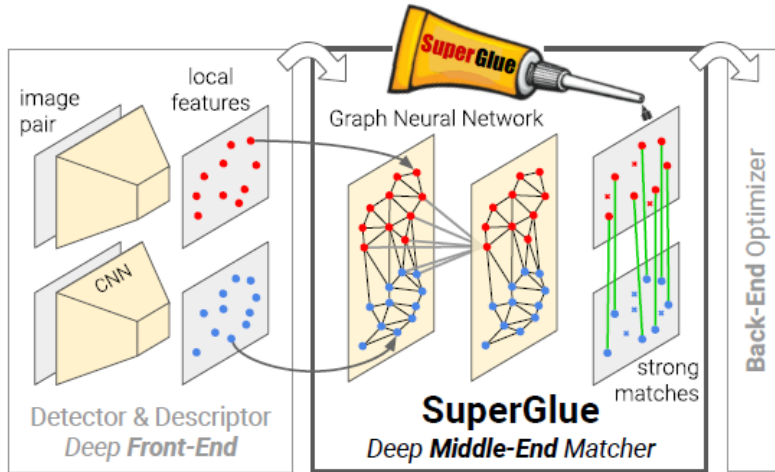 image
pair
local
features
CNN
Detector & Descriptor
Deep Front-End
SuperGlue
Graph Neural Network
strong
matches
SuperGlue
Deep Middle-End Matcher
Back-End Optimizer